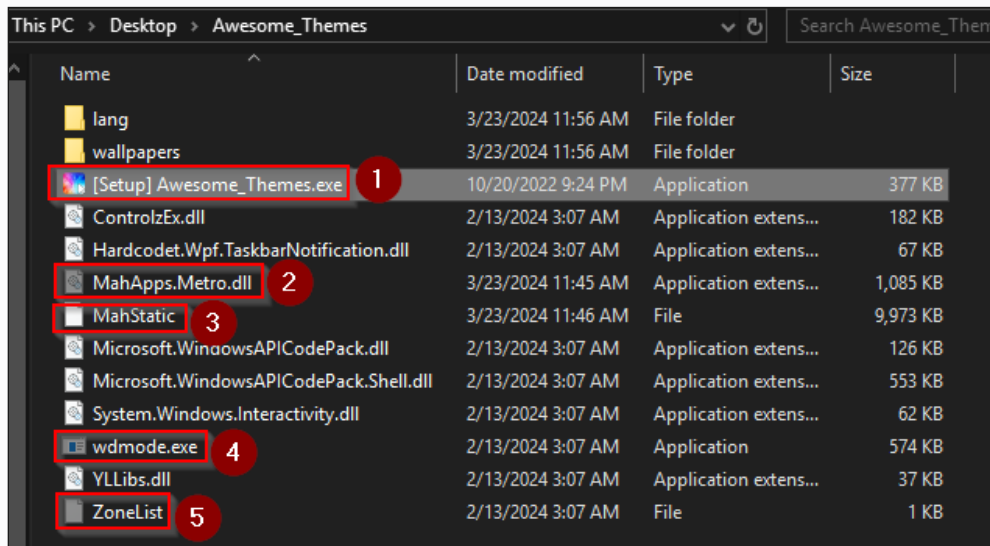 This PC > Desktop > Awesome_Themes Search Awesome_Then
Name Date modified Type Size
lang 3/23/2024 11:56 AM File folder
wallpapers 3/23/2024 11:56 AM File folder
[Setup] Awesome_Themes.exe 1 10/20/2022 9:24 PM Application 377 KB
ControlzEx.dll 2/13/2024 3:07 AM Application extens... 182 KB
Hardcodet.Wpf.TaskbarNotification.dll 2/13/2024 3:07 AM Application extens... 67 KB
MahApps.Metro.dll 2 3/23/2024 11:45 AM Application extens... 1,085 KB
MahStatic 3 3/23/2024 11:46 AM File 9,973 KB
Microsoft.WindowsAPICodePack.dll 2/13/2024 3:07 AM Application extens... 126 KB
Microsoft.WindowsAPICodePack.Shell.dll 2/13/2024 3:07 AM Application extens... 553 KB
System.Windows.Interactivity.dll 2/13/2024 3:07 AM Application extens... 62 KB
wdmode.exe 4 2/13/2024 3:07 AM Application 574 KB
YLLibs.dll 2/13/2024 3:07 AM Application extens... 37 KB
ZoneList 5 2/13/2024 3:07 AM File 1 KB